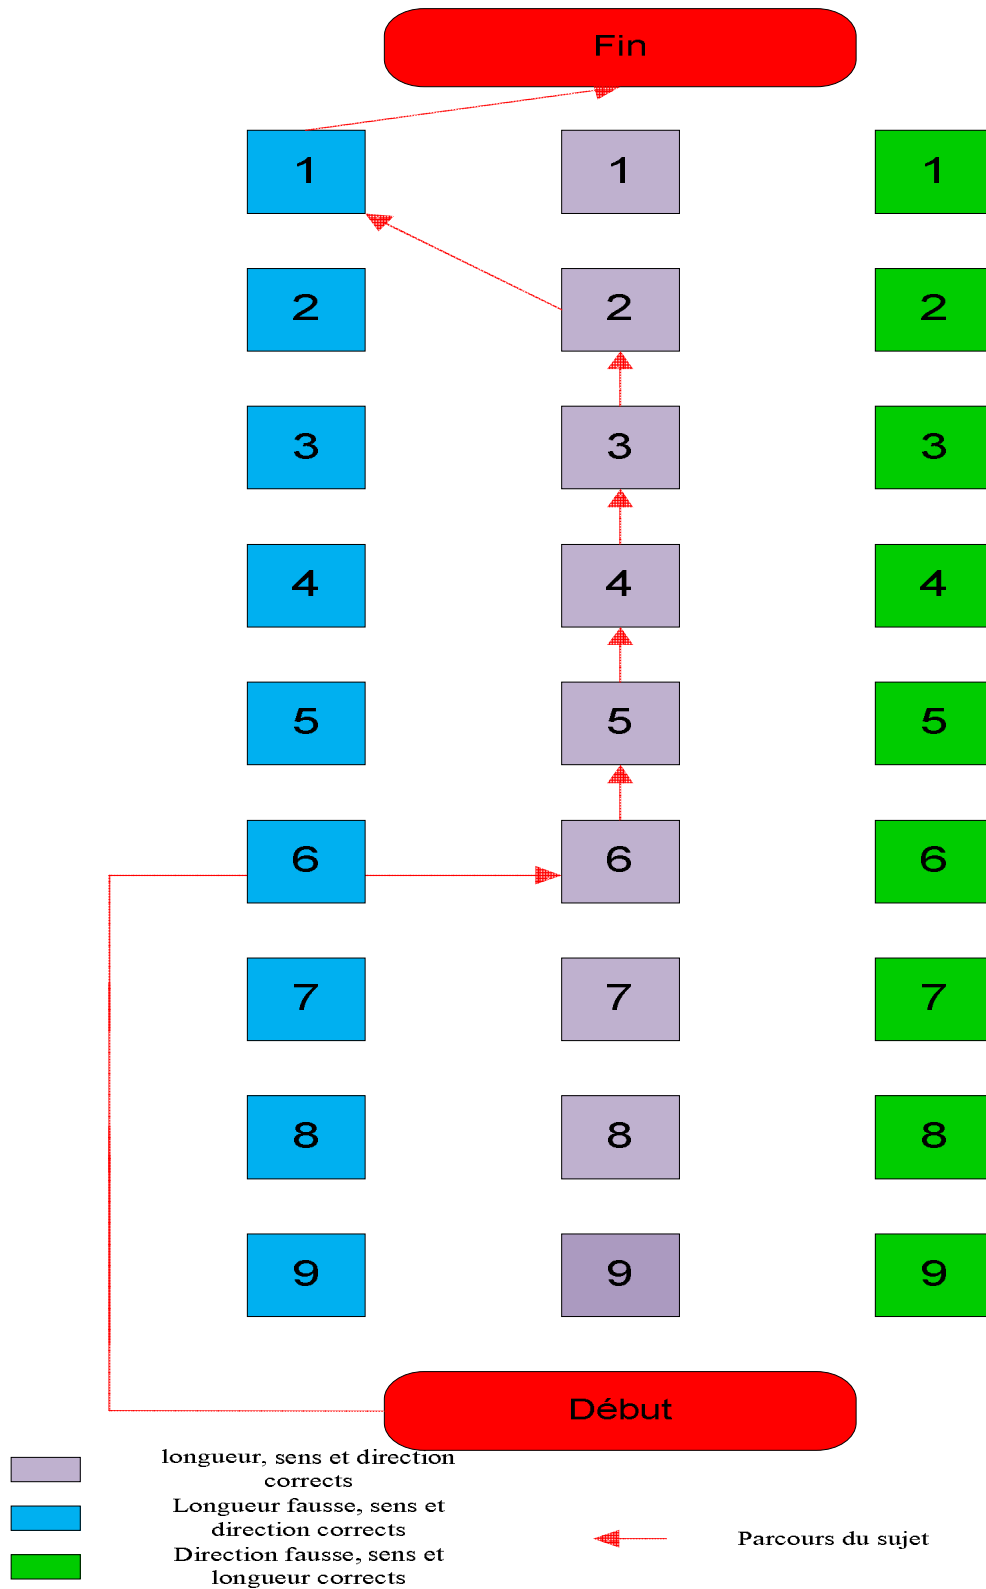 Fin
1 1 1
2 2 2
3 3 3
4 4 4
5 5 5
6 6 6
7 7 7
8 8 8
9 9 9
Début
longueur, sens et direction
corrects
Longueur fausse, sens et
direction corrects
Direction fausse, sens et
longueur corrects
Parcours du sujet